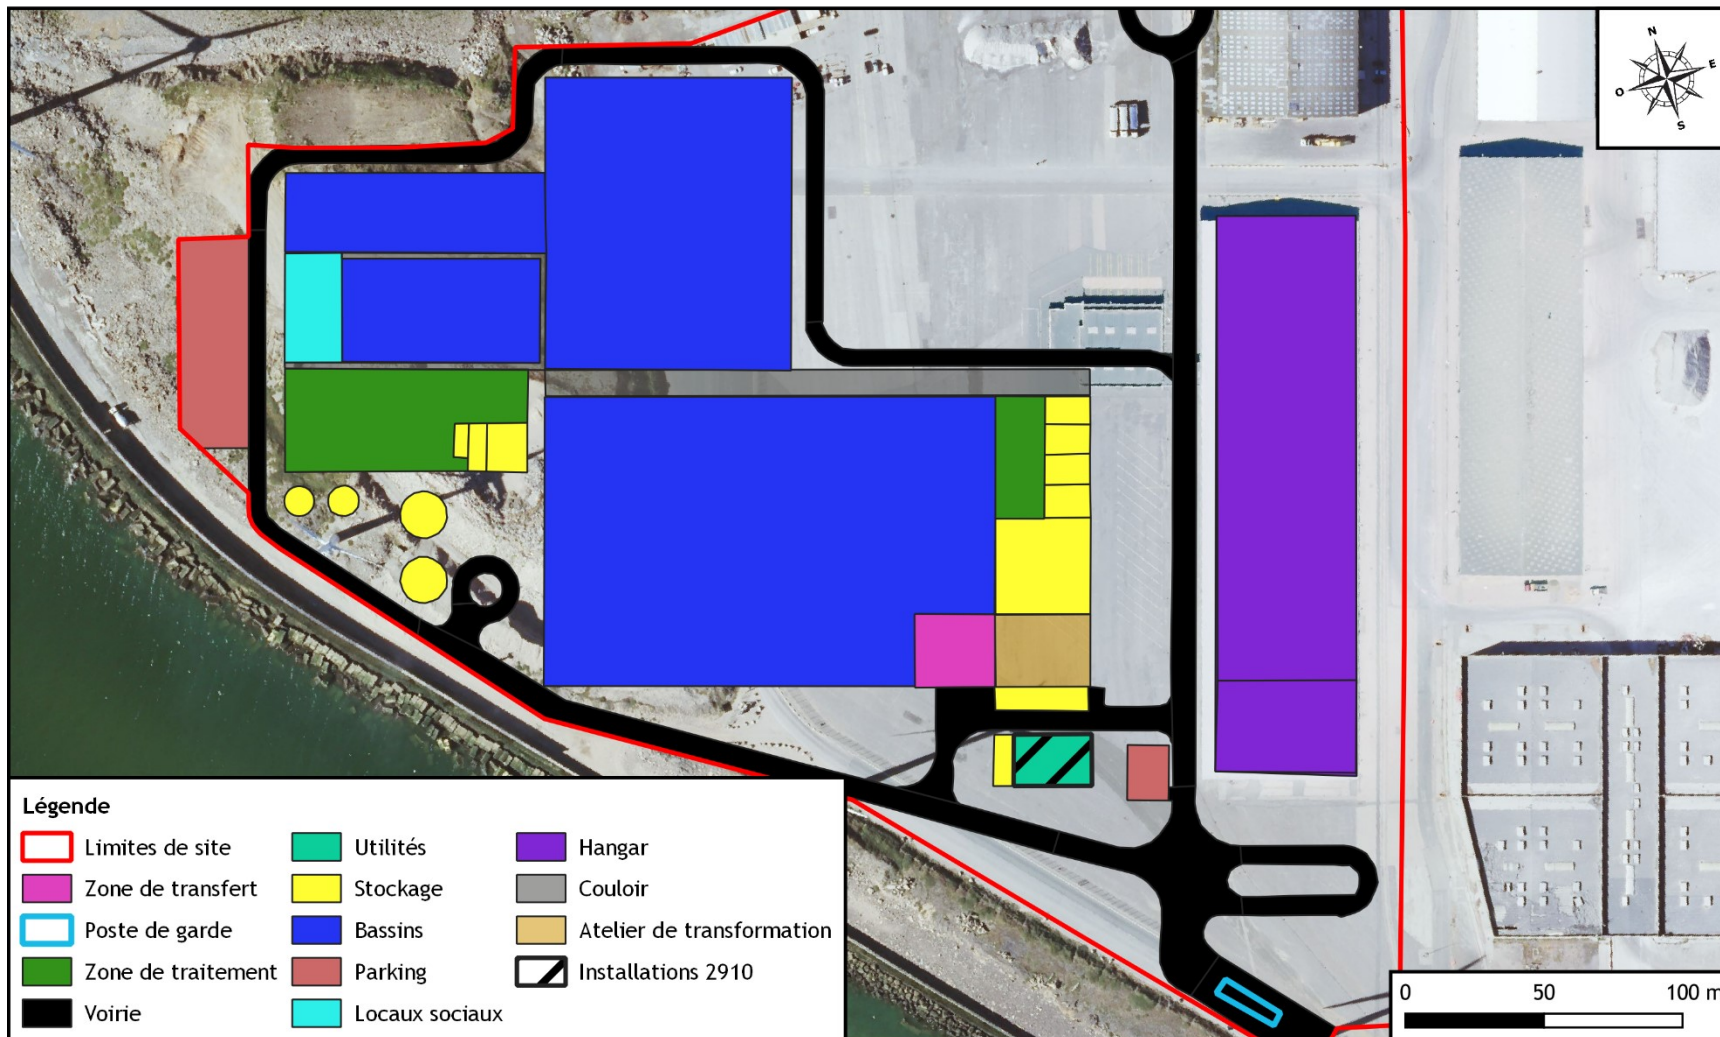 N
E
O
S
Légende
Limites de site
Zone de transfert
Poste de garde
Zone de traitement
Voirie
Utilités
Stockage
Bassins
Parking
Locaux sociaux
Hangar
Couloir
Atelier de transformation
Installations 2910
0 50 100 m